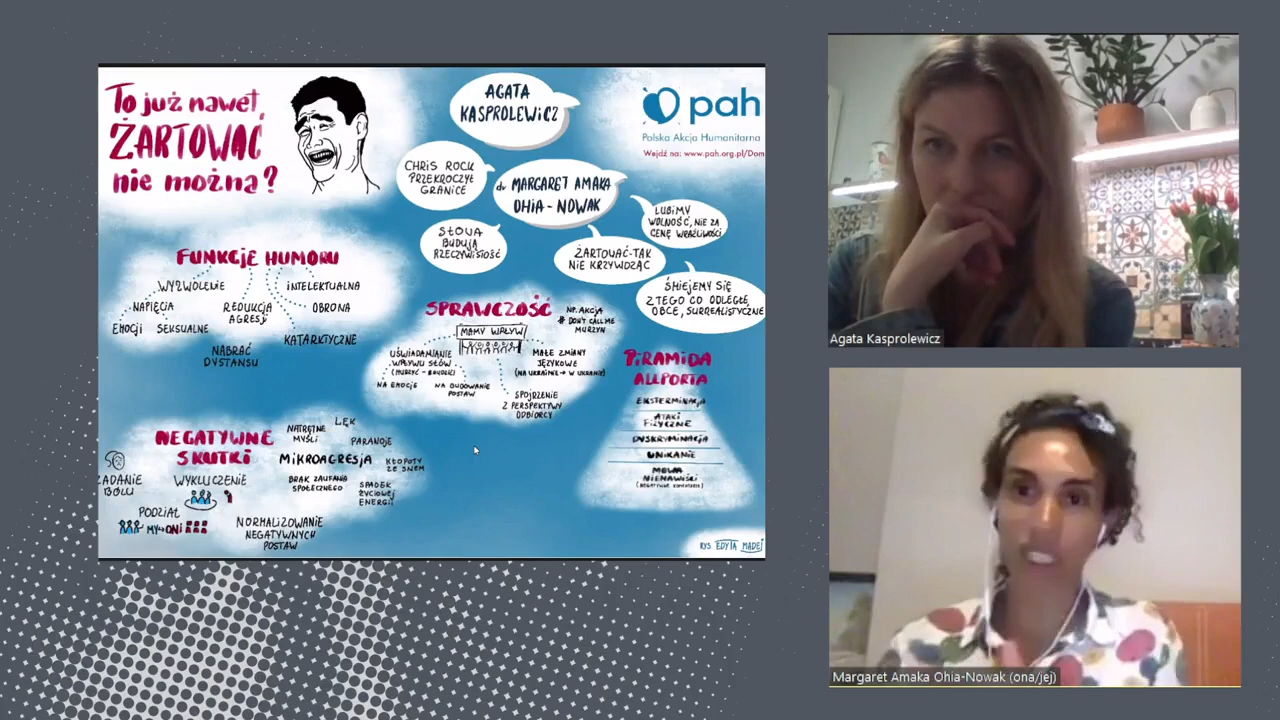 To już nawet
ŻARTOWAĆ
nie można?
AGATA
KASPROLEWICZ
pah
Polska Akcja Humanitarna
Wejdź na: www.pah.org.pl/Dom
CHRIS ROCK
PRZEKROCZYŁ
GRANICE
dr MARGARET AMAKA
OHIA-NOWAK
LUBIMY
WOLNOŚĆ, NIE ZA
CENĘ WRAŻLIWOŚCI
SŁOWA
BUDUJĄ
RZECZYWISTOŚĆ
ŻARTOWAĆ-TAK
NIE KRZYWDZĄC
ŚMIEJEMY SIĘ
Z TEGO CO ODLEGŁE,
OBCE, SURREALISTYCZNE
FUNKCJE HUMORU
WYZWOLENIE
INTELEKTUALNA
NAPIĘCIA
REDUKCJA
AGRESJI
OBRONA
EMOCJI
SEKSUALNE
KATARKTYCZNE
NABRAĆ
DYSTANSU
SPRAWCZOŚĆ
NP. AKCJA
# DON'T CALL ME
MURZYN
MAMY WPŁYW
UŚWIADAMIANIE
WPŁYWU SŁÓW
NA EMOCJE
NA BUDOWANIE
POSTAW
MAŁE ZMIANY
JĘZYKOWE
(NA UKRAINIE → W UKRAINIE)
SPOJRZENIE
Z PERSPEKTYWY
ODBIORCY
PIRAMIDA
ALLPORTA
EKSTERMINACJA
ATAKI
FIZYCZNE
DYSKRYMINACJA
UNIKANIE
MOWA
NIENAWIŚCI
NEGATYWNE
SKUTKI
NATRĘTNE
MYŚLI
LĘK
PARANOJE
MIKROAGRESJA
KŁOPOTY
ZE SNEM
ZADANIE
BÓLU
WYKLUCZENIE
BRAK ZAUFANIA
SPOŁECZNEGO
SPADEK
ŻYCIOWEJ
ENERGII
PODZIAŁ
MY↔ONI
NORMALIZOWANIE
NEGATYWNYCH
POSTAW
RYS EDYTA MADEJ
Agata Kasprolewicz
Margaret Amaka Ohia-Nowak (ona/jej)